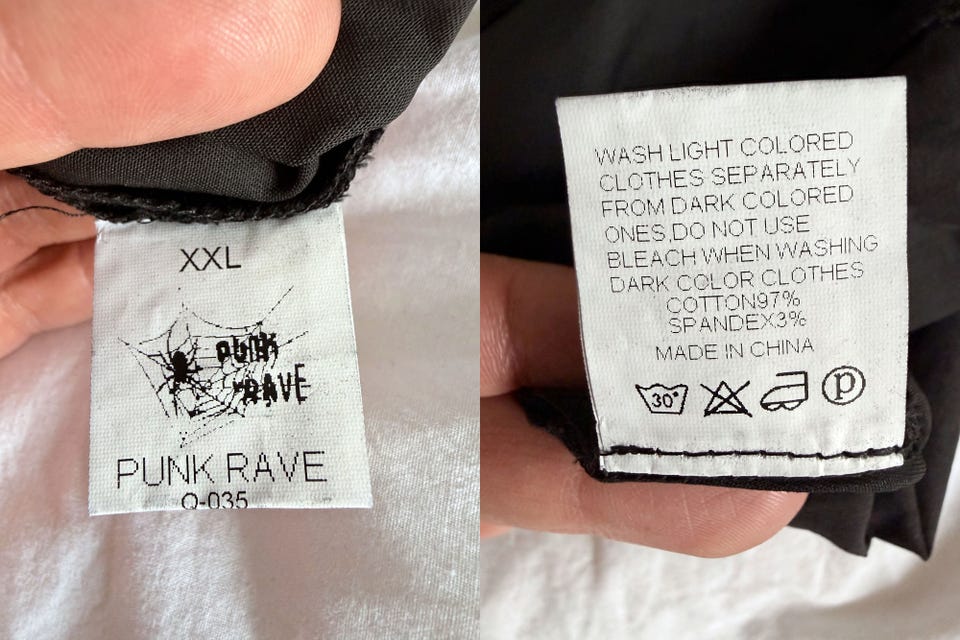 XXL
PUNK
RAVE
PUNK RAVE
Q-035
WASH LIGHT COLORED
CLOTHES SEPARATELY
FROM DARK COLORED
ONES,DO NOT USE
BLEACH WHEN WASHING
DARK COLOR CLOTHES
COTTON97%
SPANDEX3%
MADE IN CHINA
30° p